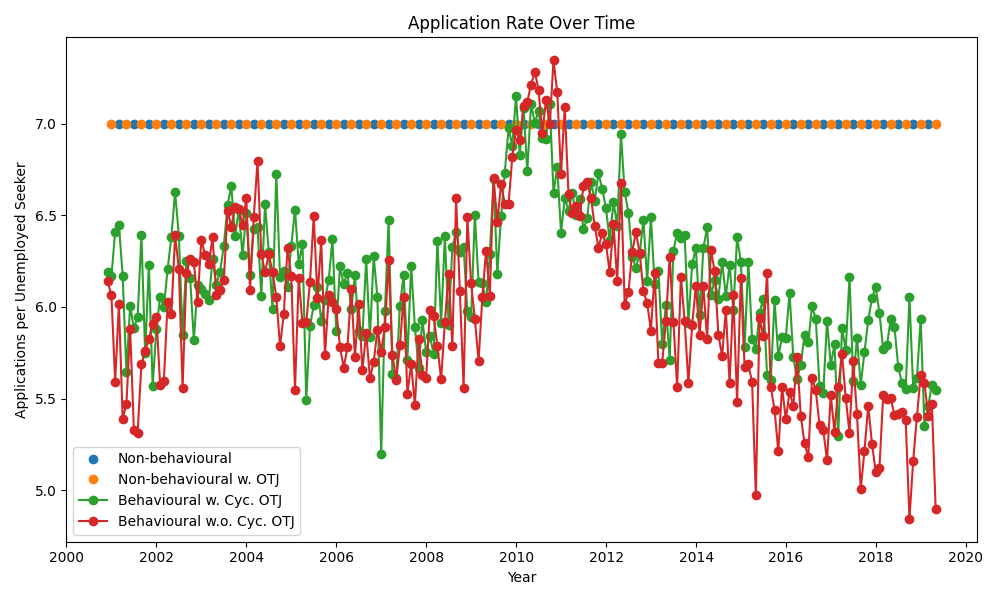 Application Rate Over Time
Applications per Unemployed Seeker
7.0
6.5
6.0
5.5
5.0
Non-behavioural
Non-behavioural w. OTJ
Behavioural w. Cyc. OTJ
Behavioural w.o. Cyc. OTJ
2000 2002 2004 2006 2008 2010 2012 2014 2016 2018 2020
Year